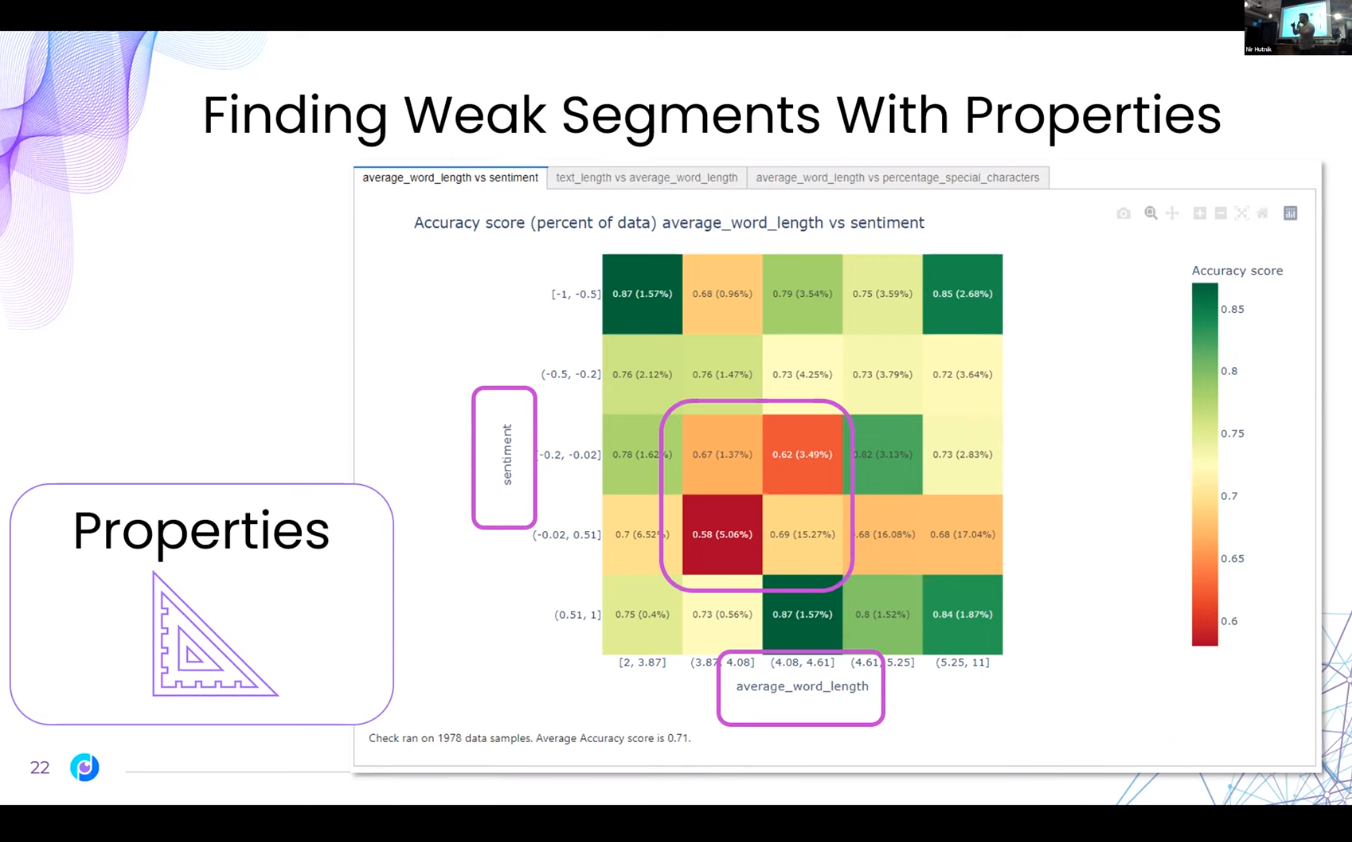 Nir Hutnik
Finding Weak Segments With Properties
average_word_length vs sentiment text_length vs average_word_length average_word_length vs percentage_special_characters
Accuracy score (percent of data) average_word_length vs sentiment
Accuracy score
[-1, -0.5] 0.87 (1.57%) 0.68 (0.96%) 0.79 (3.54%) 0.75 (3.59%) 0.85 (2.68%)
(-0.5, -0.2] 0.76 (2.12%) 0.76 (1.47%) 0.73 (4.25%) 0.73 (3.79%) 0.72 (3.64%)
-0.2, -0.02] 0.78 (1.62%) 0.67 (1.37%) 0.62 (3.49%) 0.82 (3.13%) 0.73 (2.83%)
(-0.02, 0.51] 0.7 (6.52%) 0.58 (5.06%) 0.69 (15.27%) .68 (16.08%) 0.68 (17.04%)
(0.51, 1] 0.75 (0.4%) 0.73 (0.56%) 0.87 (1.57%) 0.8 (1.52%) 0.84 (1.87%)
[2, 3.87] (3.87, 4.08] (4.08, 4.61] (4.61, 5.25] (5.25, 11]
sentiment
average_word_length
0.85
0.8
0.75
0.7
0.65
0.6
Properties
Check ran on 1978 data samples. Average Accuracy score is 0.71.
22